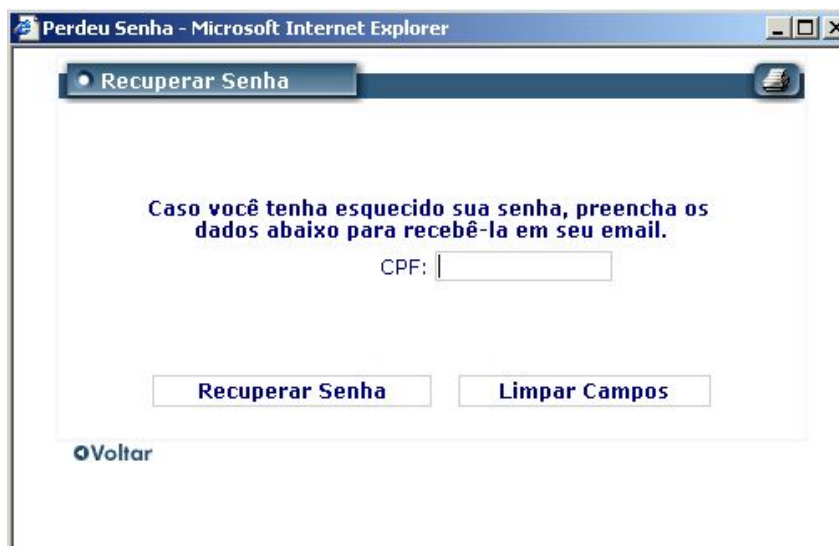 Perdeu Senha - Microsoft Internet Explorer
Recuperar Senha
Caso você tenha esquecido sua senha, preencha os
dados abaixo para recebê-la em seu email.
CPF:
Recuperar Senha
Limpar Campos
Voltar